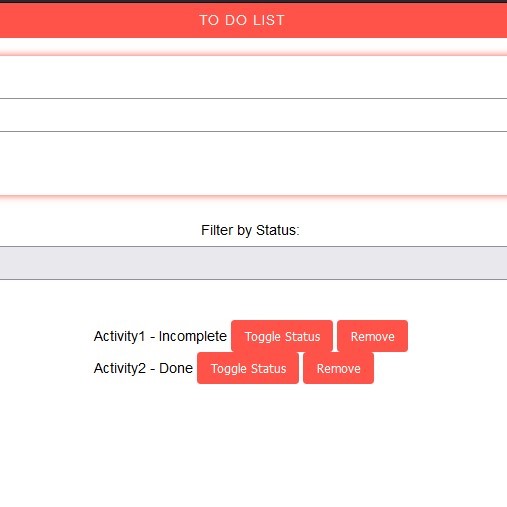 TO DO LIST
Filter by Status:
Activity1 - Incomplete Toggle Status Remove
Activity2 - Done Toggle Status Remove